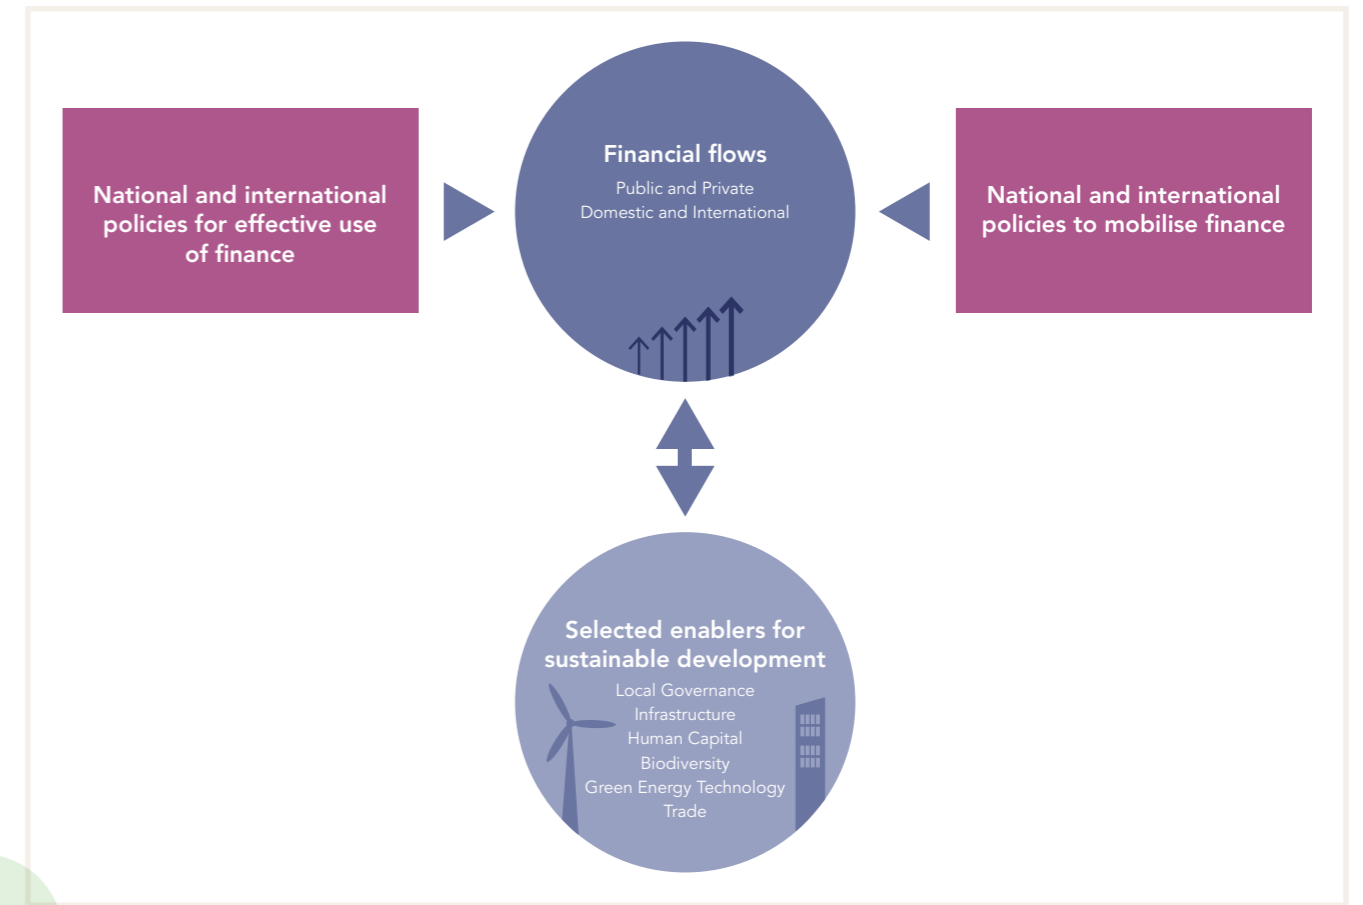 National and international
policies for effective use
of finance
Financial flows
Public and Private
Domestic and International
National and international
policies to mobilise finance
Selected enablers for
sustainable development
Local Governance
Infrastructure
Human Capital
Biodiversity
Green Energy Technology
Trade